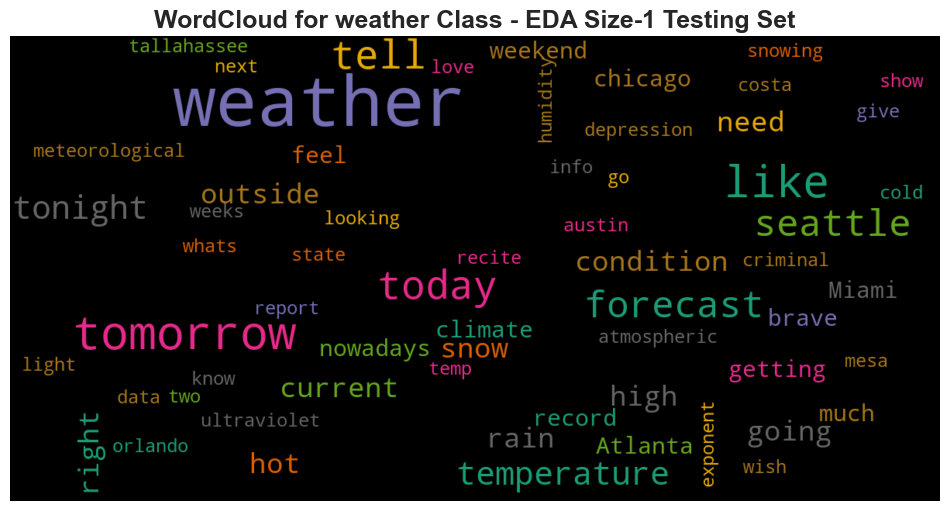 WordCloud for weather Class - EDA Size-1 Testing Set
tallahassee
tell
weekend
snowing
next
love
weather
humidity
chicago
costa
show
give
depression
need
meteorological
feel
info
go
like
cold
tonight
outside
weeks
looking
austin
seattle
whats
state
recite
condition
criminal
today
Miami
report
forecast
brave
tomorrow
climate
atmospheric
nowadays
snow
light
know
temp
getting
mesa
data
two
current
high
right
ultraviolet
record
exponent
much
orlando
rain
Atlanta
going
hot
temperature
wish